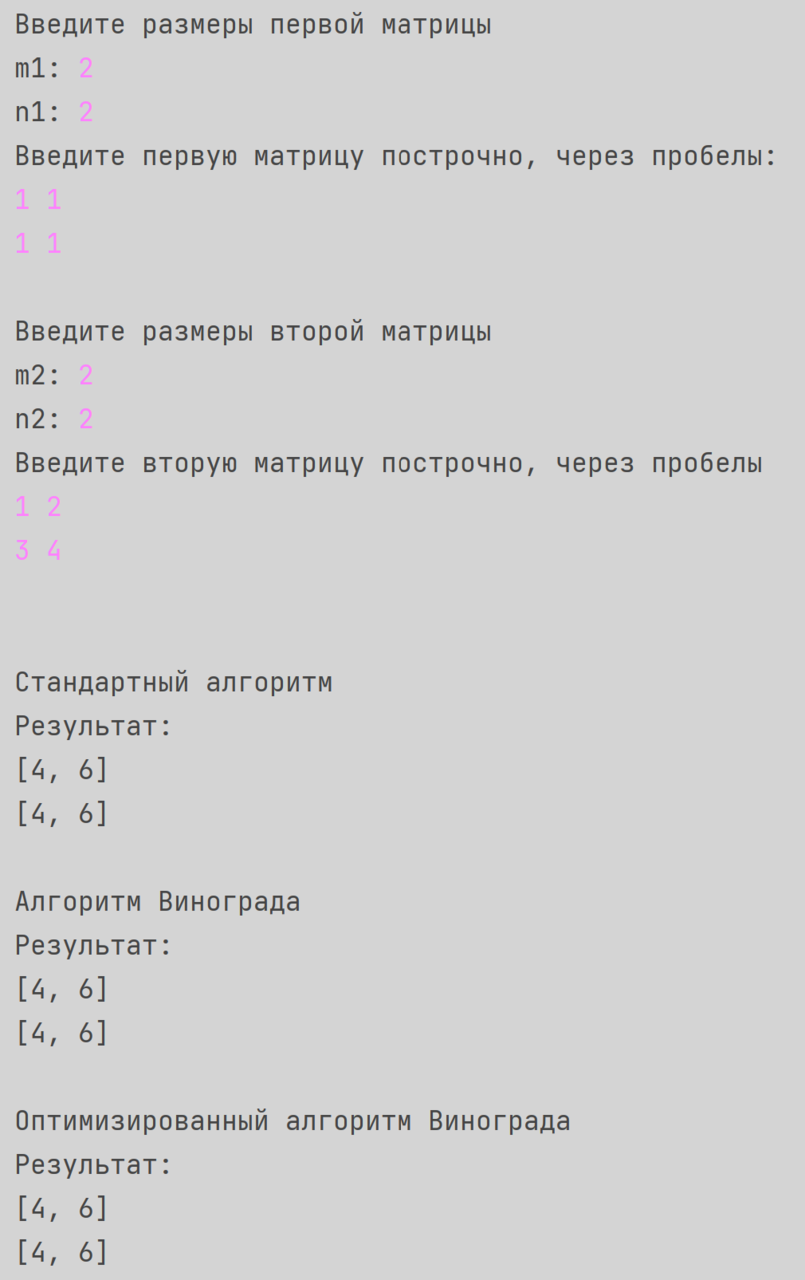 Введите размеры первой матрицы
m1: 2
n1: 2
Введите первую матрицу построчно, через пробелы:
1 1
1 1
Введите размеры второй матрицы
m2: 2
n2: 2
Введите вторую матрицу построчно, через пробелы
1 2
3 4
Стандартный алгоритм
Результат:
[4, 6]
[4, 6]
Алгоритм Винограда
Результат:
[4, 6]
[4, 6]
Оптимизированный алгоритм Винограда
Результат:
[4, 6]
[4, 6]